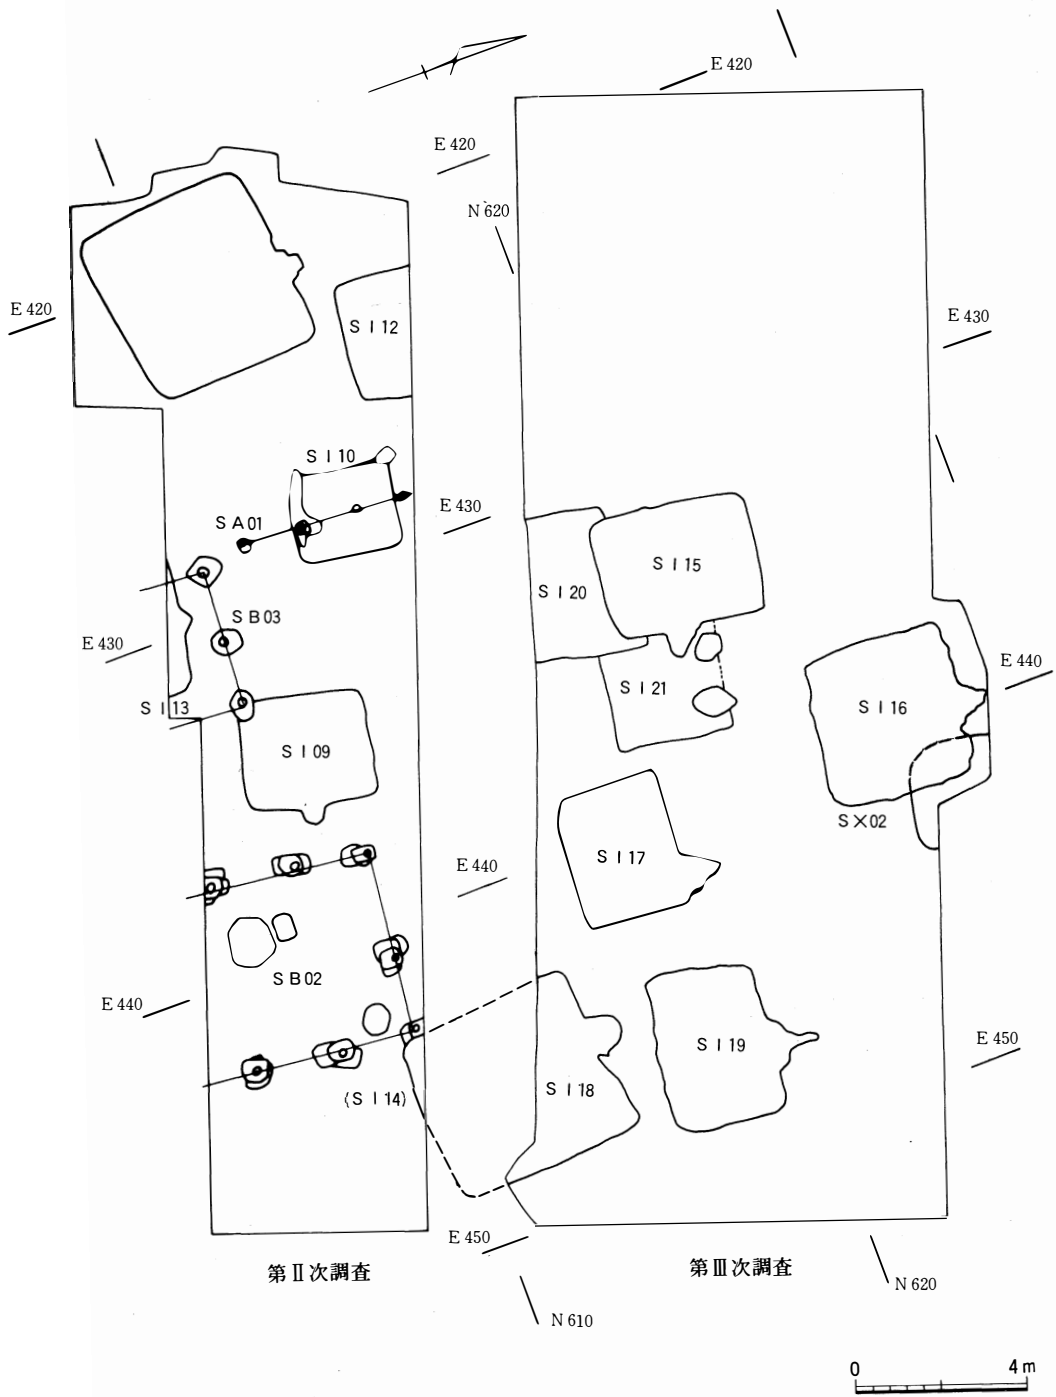 E 420
E 420
N 620
E 420
E 430
S I 12
S I 10
E 430
S A 01
S I 15
S I 20
S B 03
E 430
E 440
S I 21
S I 13
S I 16
S I 09
S X 02
S I 17
E 440
S B 02
E 440
E 450
S I 19
S I 18
(S I 14)
E 450
第Ⅱ次調査
第Ⅲ次調査
N 620
N 610
0 4 m